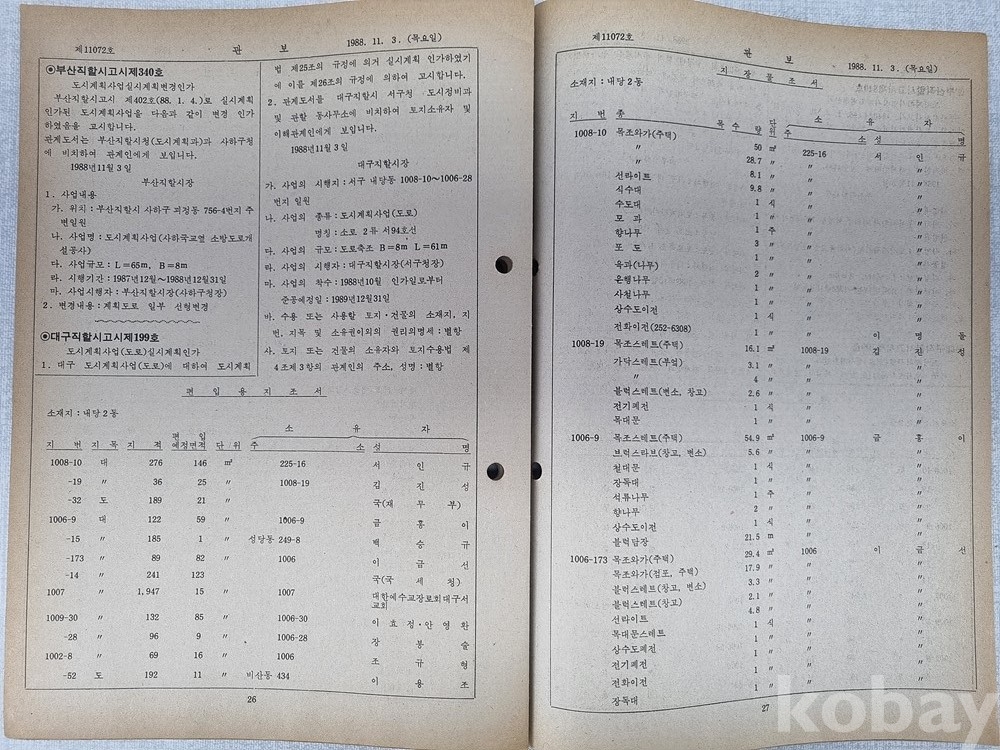 제11072호 관 보 1988. 11. 3. (목요일)
◉부산직할시고시제340호
도시계획사업실시계획변경인가
부산직할시고시 제402호(88. 1. 4.)로 실시계획
인가된 도시계획사업을 다음과 같이 변경 인가
하였음을 고시합니다.
관계도서는 부산직할시청(도시계획과)과 사하구청
에 비치하여 관계인에게 보입니다.
1988년11월 3 일
부산직할시장
1. 사업내용
가. 위치 : 부산직할시 사하구 괴정동 756-4번지 주
변일원
나. 사업명 : 도시계획사업(사하국교옆 소방도로개
설공사)
다. 사업규모 : L=65m, B=8m
라. 시행기간 : 1987년12월~1988년12월31일
마. 사업시행자 : 부산직할시장(사하구청장)
2. 변경내용 : 계획도로 일부 선형변경
◉대구직할시고시제199호
도시계획사업(도로)실시계획인가
1. 대구 도시계획사업(도로)에 대하여 도시계획
법 제25조의 규정에 의거 실시계획 인가하였기
에 이를 제26조의 규정에 의하여 고시합니다.
2. 관계도서를 대구직할시 서구청 도시정비과
및 관할 동사무소에 비치하여 토지소유자 및
이해관계인에게 보입니다.
1988년11월 3 일
대구직할시장
가. 사업의 시행지 : 서구 내당동 1008-10~1006-28
번지 일원
나. 사업의 종류 : 도시계획사업(도로)
명칭 : 소로 2류 서94호선
다. 사업의 규모 : 도로축조 B=8m L=61m
라. 사업의 시행자 : 대구직할시장(서구청장)
마. 사업의 착수 : 1988년10월 인가일로부터
준공예정일 : 1989년12월31일
바. 수용 또는 사용할 토지·건물의 소재지, 지
번, 지목 및 소유권이외의 권리의명세 : 별항
사. 토지 또는 건물의 소유자와 토지수용법 제
4조제3항의 관계인의 주소, 성명 : 별항
편 입 용 지 조 서
소재지 : 내당 2 동
소 유 자
지 번 지 목 지 적 편 입 예정면적 단 위 주 소 성 명
1008-10 대 276 146 ㎡ 225-16 서 인 규
-19 〃 36 25 〃 1008-19 김 진 성
-32 도 189 21 〃 국(재 무 부)
1006-9 대 122 59 〃 1006-9 금 홍 이
-15 〃 185 1 〃 성당동 249-8 백 승 규
-173 〃 89 82 〃 1006 이 금 선
-14 〃 241 123 국(국 세 청)
1007 〃 1,947 15 〃 1007 대한예수교장로회대구서
교회
1009-30 〃 132 85 〃 1006-30 이 효 정·안 영 환
-28 〃 96 9 〃 1006-28 장 봉 술
1002-8 〃 69 16 〃 1006 조 규 형
-52 도 192 11 〃 비산동 434 이 용 조
26
제11072호 관 보 1988. 11. 3. (목요일)
지 장 물 조 서
소재지 : 내당 2 동
소 유 자
지 번 종 목 수 량 단 위 주 소 성 명
1008-10 목조와가(주택) 50 ㎡ 225-16 서 인 규
〃 28.7 〃 〃 〃
선라이트 8.1 〃 〃 〃
식수대 9.8 〃 〃 〃
수도대 1 식 〃 〃
모 과 1 주 〃 〃
향나무 1 〃 〃 〃
포 도 3 〃 〃 〃
육과(나무) 1 〃 〃 〃
은행나무 2 〃 〃 〃
사철나무 1 〃 〃 〃
상수도이전 1 〃 〃 〃
전화이전(252-6308) 1 〃 〃 이 명 돌
1008-19 목조스레트(주택) 16.1 ㎡ 1008-19 김 진 성
가닥스테트(부엌) 3.1 〃 〃 〃
〃 4 〃 〃 〃
블럭스테트(변소, 창고) 2.6 〃 〃 〃
전기폐전 1 식 〃 〃
목대문 1 〃 〃 〃
1006-9 목조스테트(주택) 54.9 ㎡ 1006-9 금 홍 이
브럭스라브(창고, 변소) 5.6 〃 〃 〃
철대문 1 식 〃 〃
장독대 1 〃 〃 〃
석류나무 1 주 〃 〃
향나무 2 〃 〃 〃
상수도이전 1 식 〃 〃
블럭담장 21.5 m 〃 〃
1006-173 목조와가(주택) 29.4 ㎡ 1006 이 금 선
목조와가(점포, 주택) 17.9 〃 〃 〃
블럭스테트(창고, 변소) 3.3 〃 〃 〃
블럭스테트(창고) 2.1 〃 〃 〃
선라이트 4.8 〃 〃 〃
목대문스테트 1 식 〃 〃
상수도폐전 1 〃 〃 〃
전기폐전 1 〃 〃 〃
전화이전 1 〃 〃 〃
장독대 1 〃 〃 〃
27
kobay